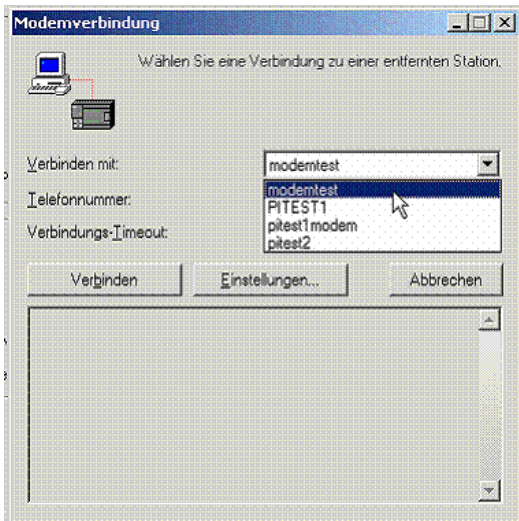 Modemverbindung
Wählen Sie eine Verbindung zu einer entfernten Station.
Verbinden mit:
modemtest
modemtest
PITEST1
Telefonnummer:
pitest1modem
Verbindungs-Timeout:
pitest2
Verbinden
Einstellungen...
Abbrechen